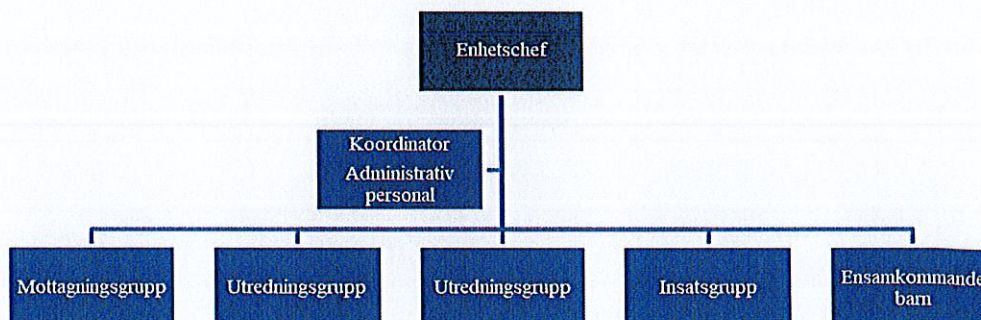 Enhetschef
Koordinator
Administrativ
personal
Mottagningsgrupp
Utredningsgrupp
Utredningsgrupp
Insatsgrupp
Ensamkommande
barn